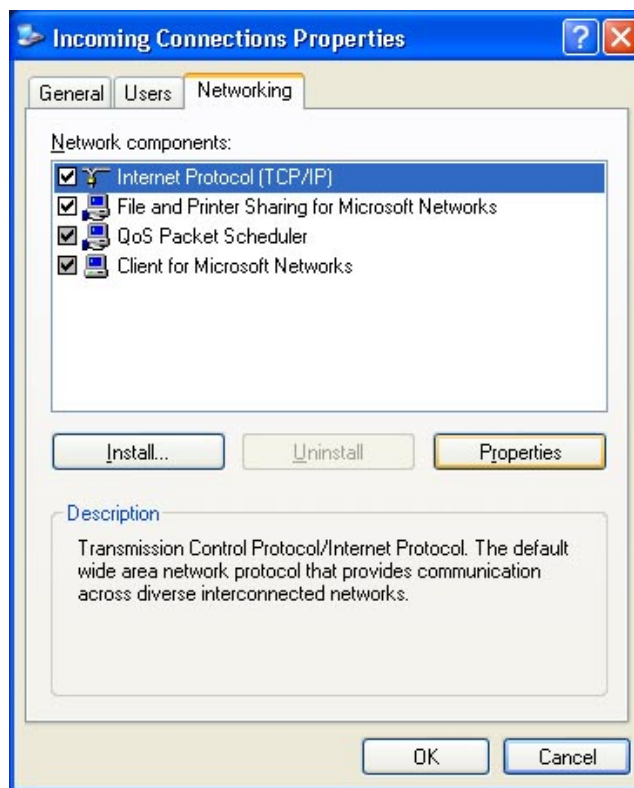 Incoming Connections Properties
?
General Users Networking
Network components:
Internet Protocol (TCP/IP)
File and Printer Sharing for Microsoft Networks
QoS Packet Scheduler
Client for Microsoft Networks
Install... Uninstall Properties
Description
Transmission Control Protocol/Internet Protocol. The default
wide area network protocol that provides communication
across diverse interconnected networks.
OK Cancel